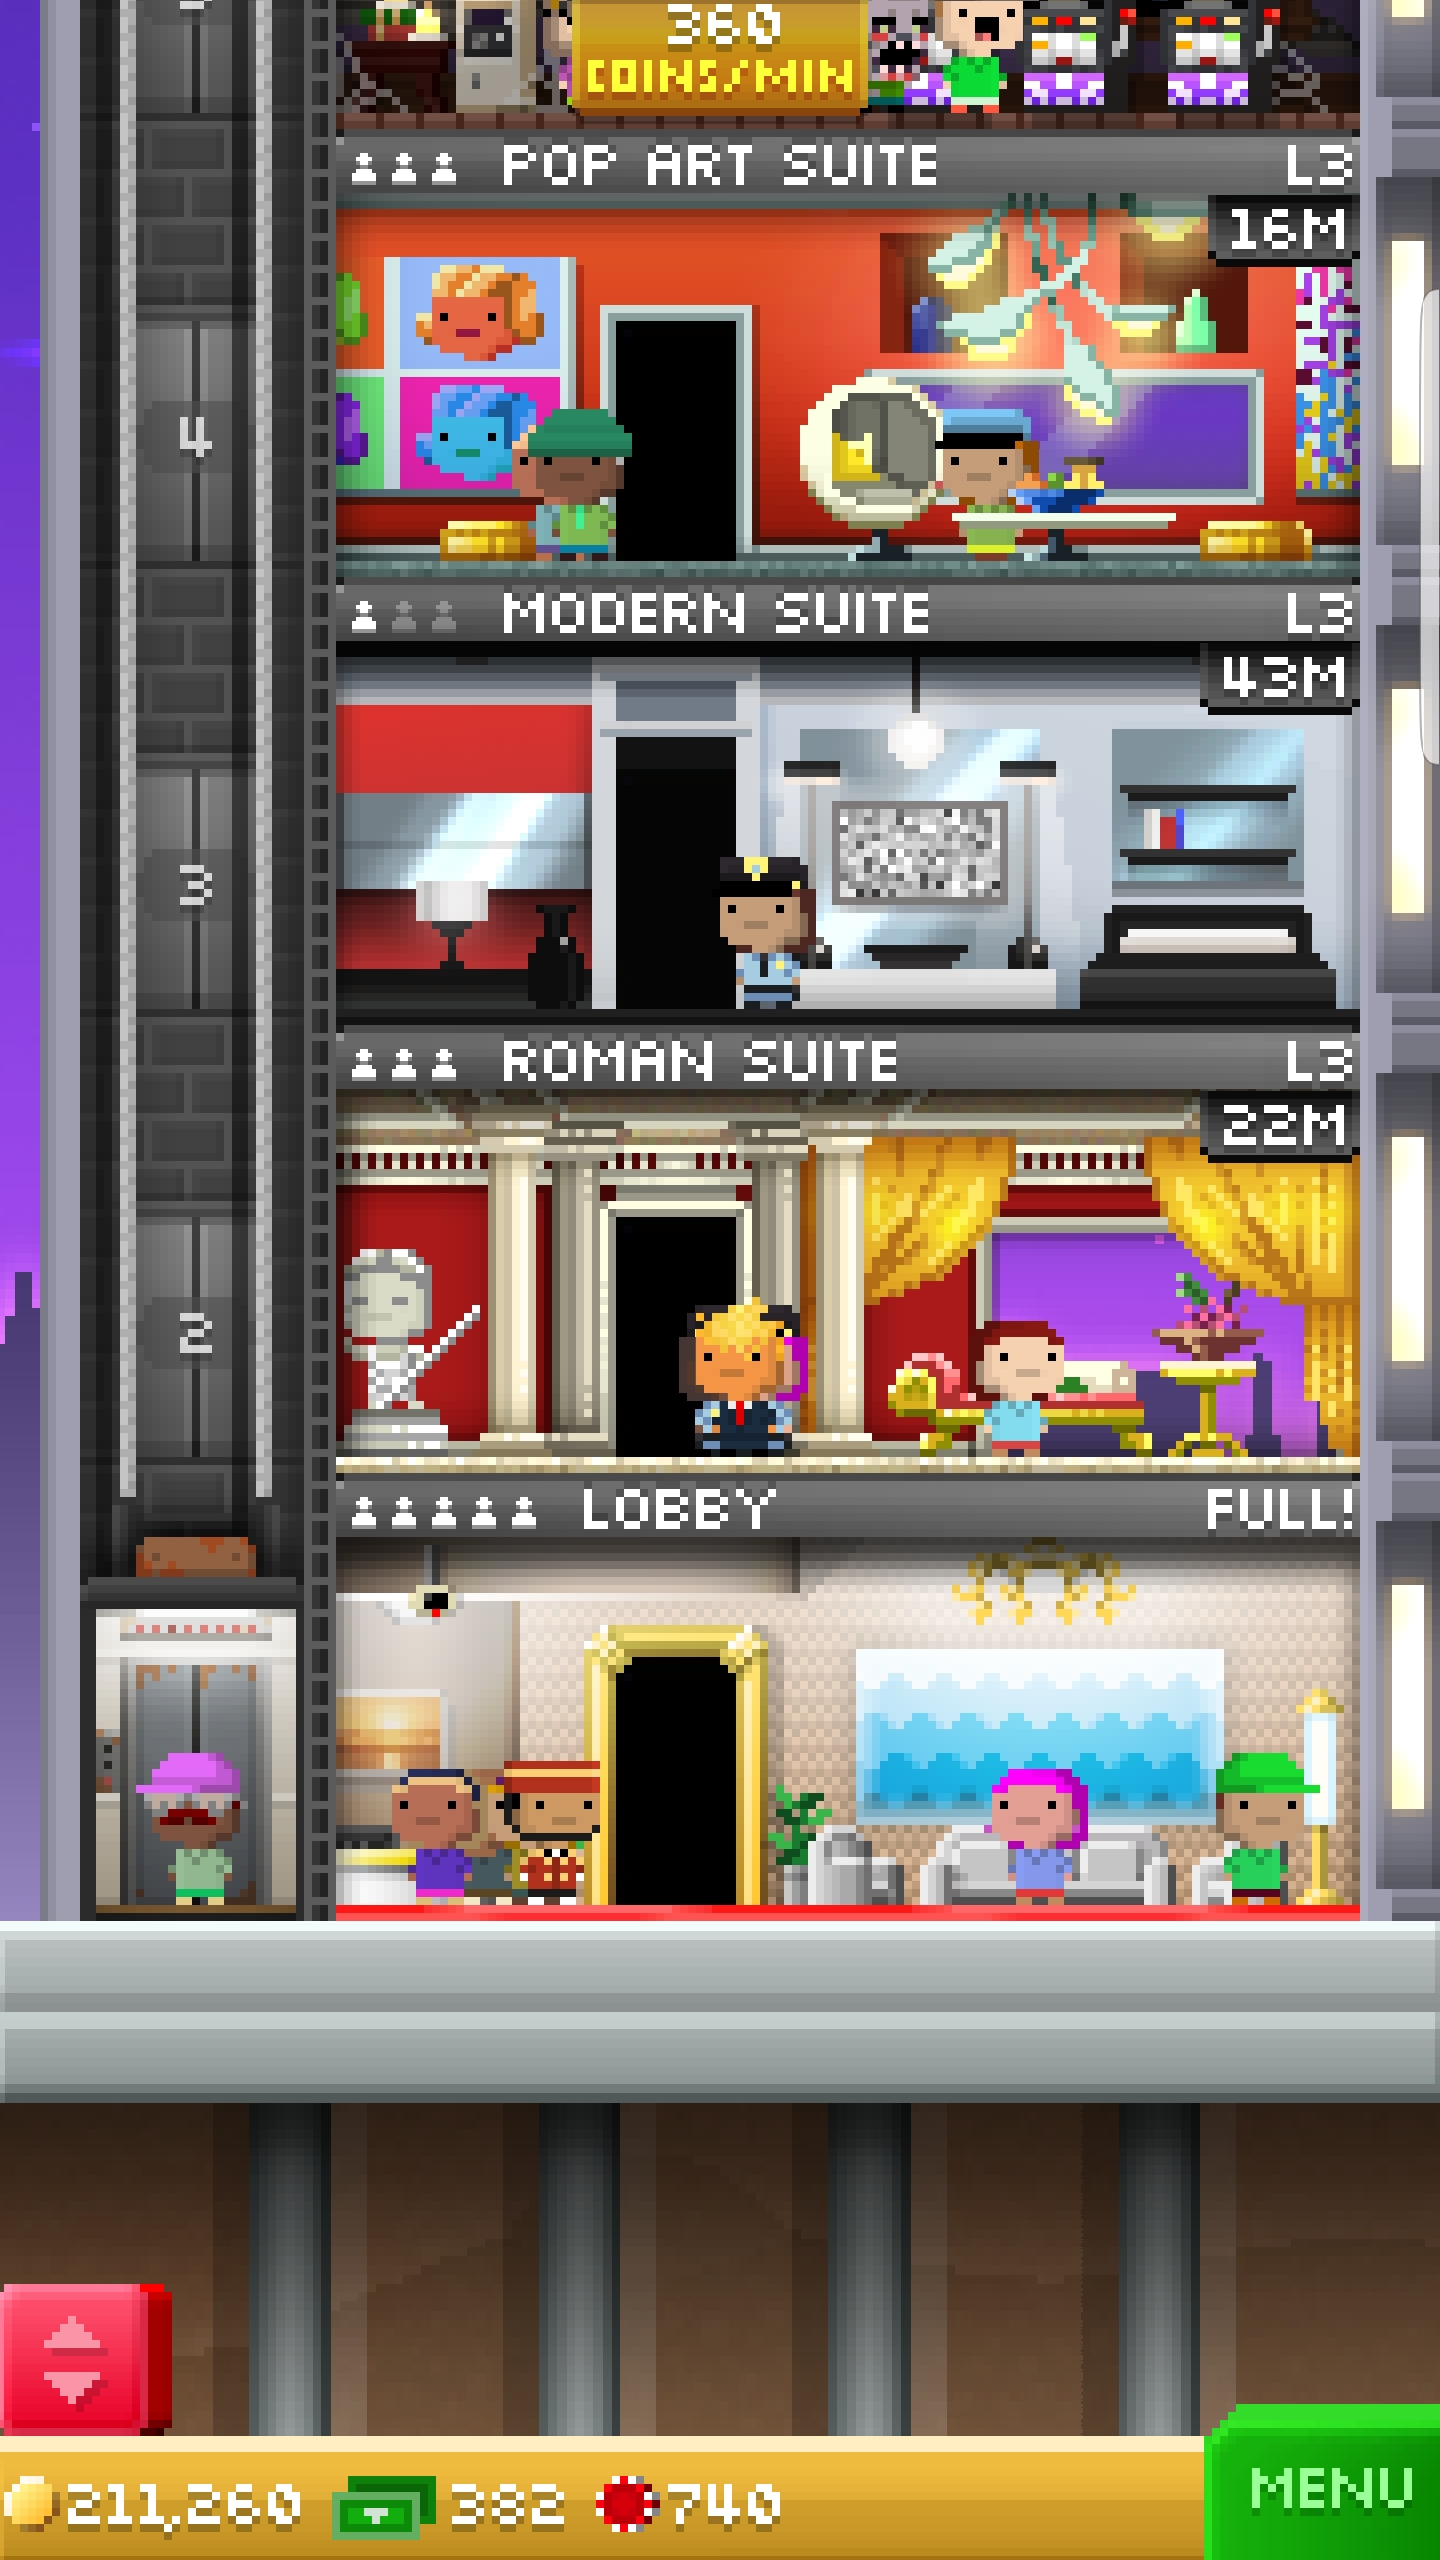 360
COINS/MIN
POP ART SUITE L3
16M
4
MODERN SUITE L3
43M
3
ROMAN SUITE L3
22M
2
LOBBY FULL!
MENU
211,260 382 740